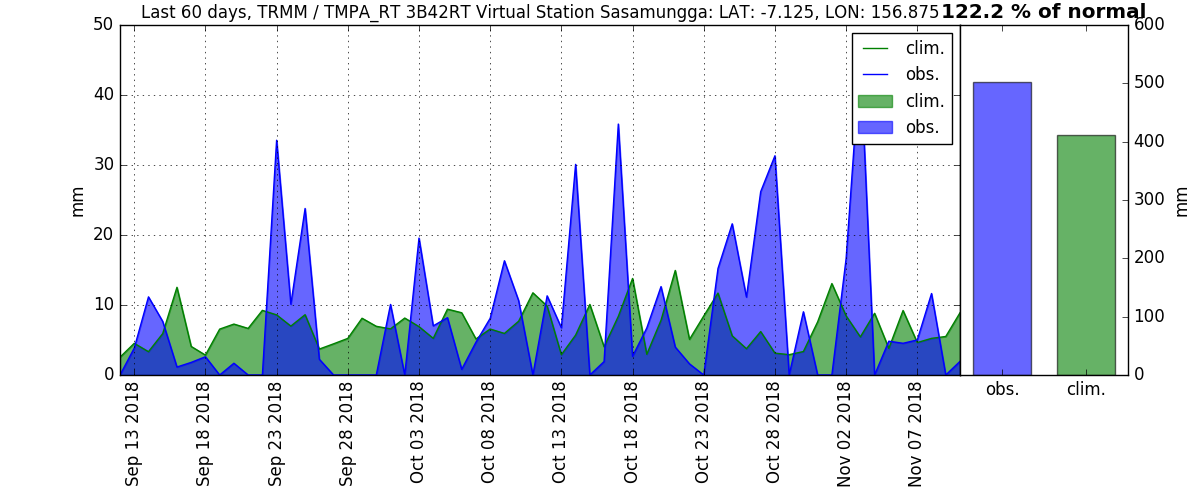 Last 60 days, TRMM / TMPA_RT 3B42RT Virtual Station Sasamungga: LAT: -7.125, LON: 156.875
122.2 % of normal
50
40
30
20
10
0
mm
clim.
obs.
clim.
obs.
600
500
400
300
200
100
0
mm
Sep 13 2018
Sep 18 2018
Sep 23 2018
Sep 28 2018
Oct 03 2018
Oct 08 2018
Oct 13 2018
Oct 18 2018
Oct 23 2018
Oct 28 2018
Nov 02 2018
Nov 07 2018
obs.
clim.